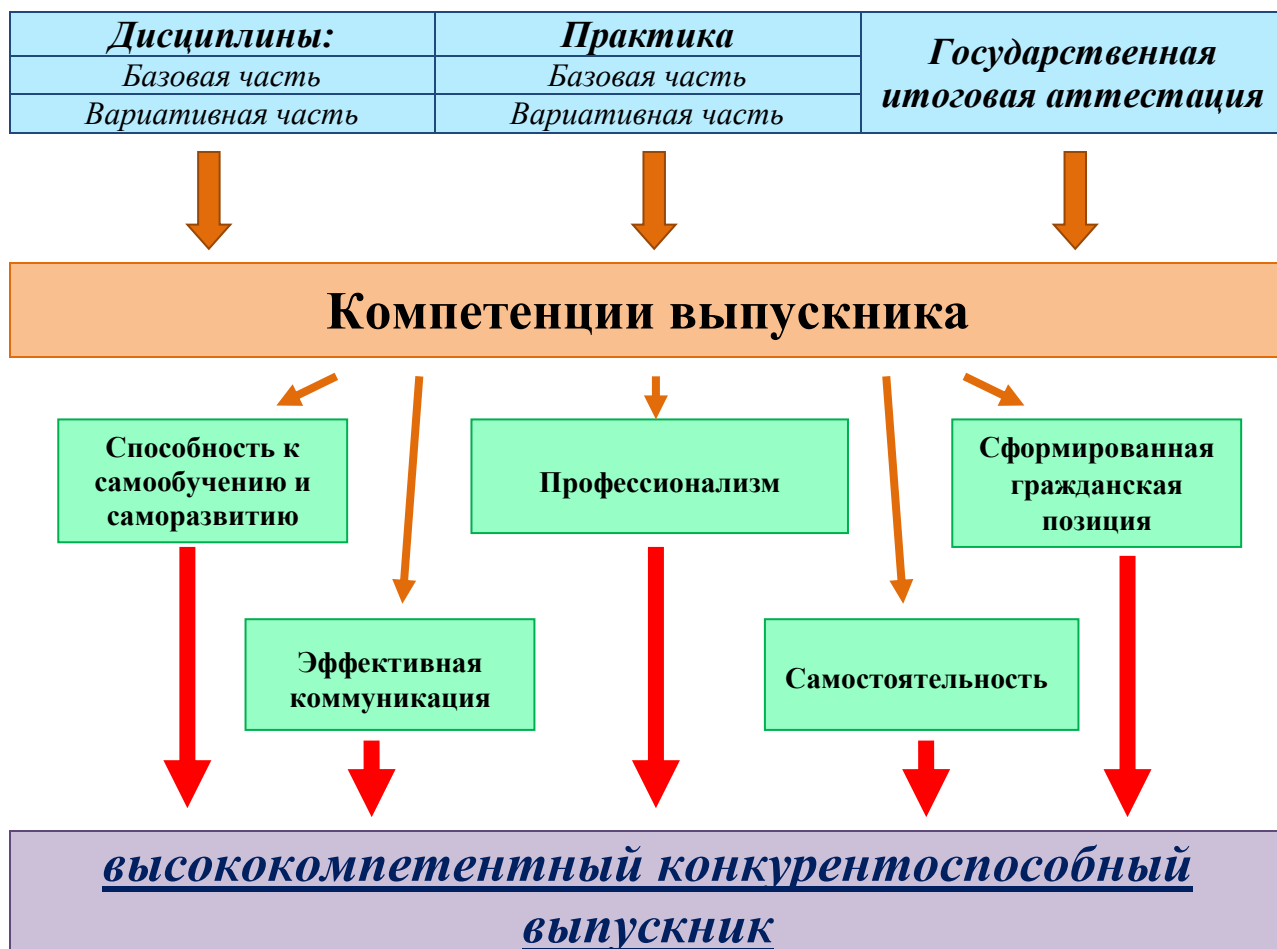 Дисциплины:
Базовая часть
Вариативная часть
Практика
Базовая часть
Вариативная часть
Государственная
итоговая аттестация
Компетенции выпускника
Способность к
самообучению и
саморазвитию
Профессионализм
Сформированная
гражданская
позиция
Эффективная
коммуникация
Самостоятельность
высококомпетентный конкурентоспособный
выпускник